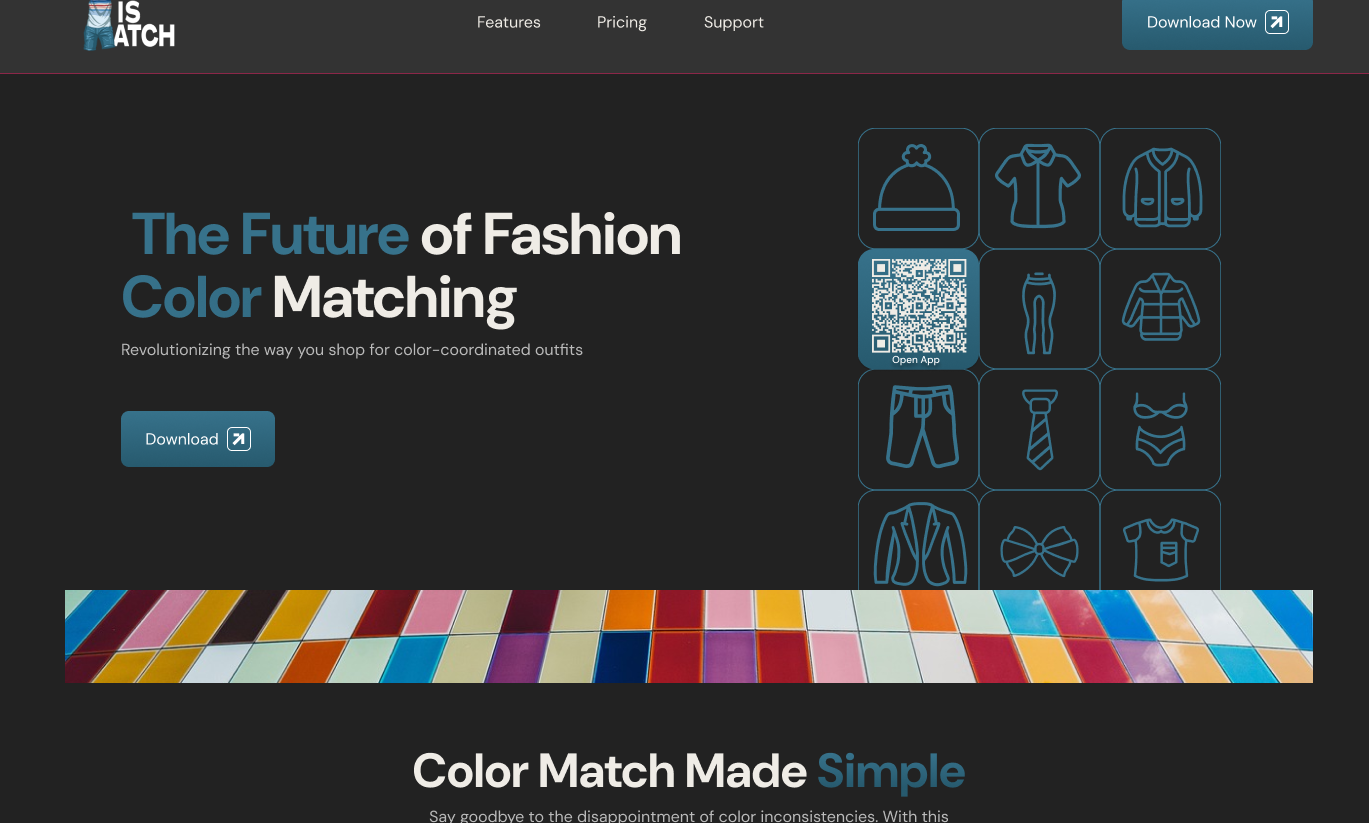 IS
ATCH
Features
Pricing
Support
Download Now
The Future of Fashion
Color Matching
Revolutionizing the way you shop for color-coordinated outfits
Download
Open App
Color Match Made Simple
Say goodbye to the disappointment of color inconsistencies. With this